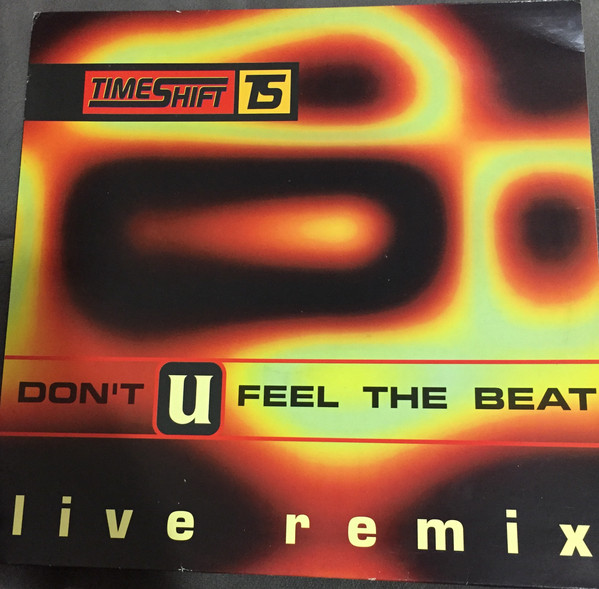 TIMESHIFT TS
DON'T U FEEL THE BEAT
live remix